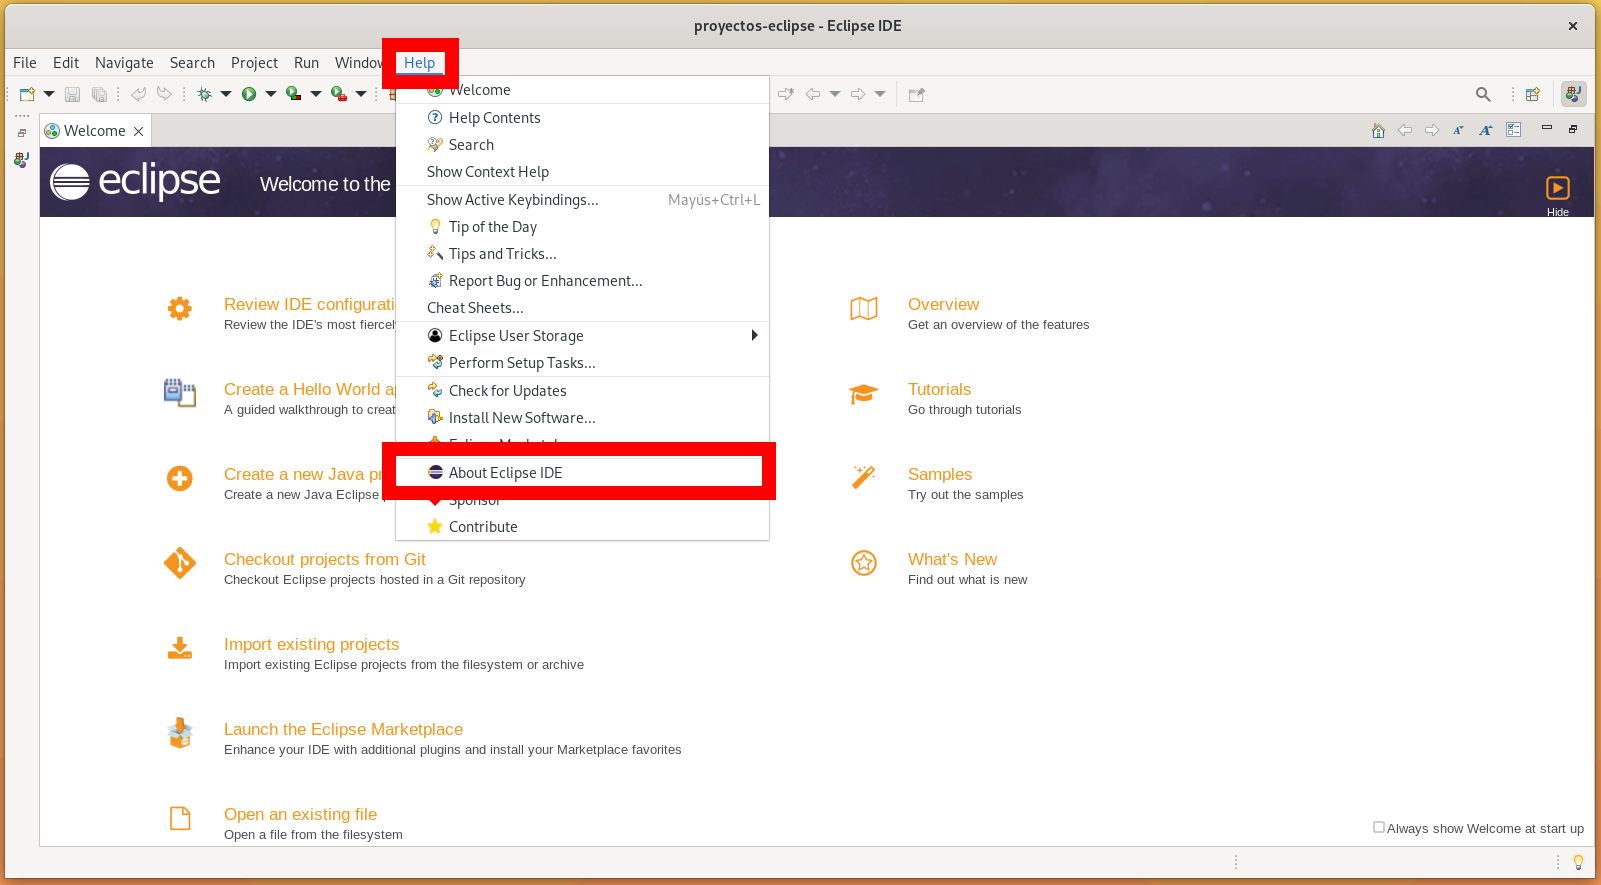 proyectos-eclipse - Eclipse IDE
File Edit Navigate Search Project Run Window Help
Welcome
Help Contents
Search
Show Context Help
Show Active Keybindings... Mayús+Ctrl+L
Tip of the Day
Tips and Tricks...
Report Bug or Enhancement...
Cheat Sheets...
Eclipse User Storage
Perform Setup Tasks...
Check for Updates
Install New Software...
Eclipse
About Eclipse IDE
Sponsor
Contribute
Welcome
eclipse
Welcome to the
Hide
Review IDE
Review the IDE's most
Create a Hello World
A guided walkthrough to
Create a new Java
Create a new Java Eclipse
Checkout projects from Git
Checkout Eclipse projects hosted in a Git repository
Import existing projects
Import existing Eclipse projects from the filesystem or archive
Launch the Eclipse Marketplace
Enhance your IDE with additional plugins and install your Marketplace favorites
Open an existing file
Open a file from the filesystem
Overview
Get an overview of the features
Tutorials
Go through tutorials
Samples
Try out the samples
What's New
Find out what is new
Always show Welcome at start up